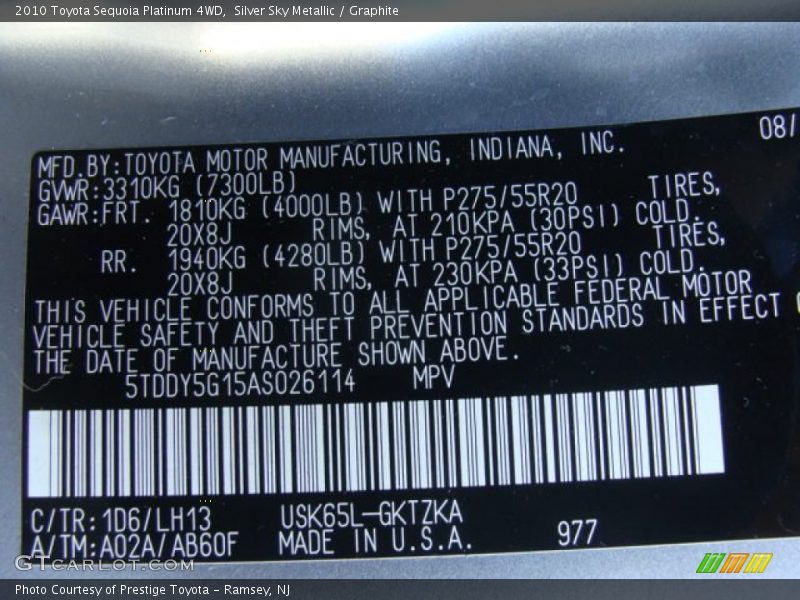 2010 Toyota Sequoia Platinum 4WD,  Silver Sky Metallic / Graphite
08/
MFD.BY:TOYOTA MOTOR MANUFACTURING, INDIANA, INC.
GVWR:3310KG (7300LB)
GAWR:FRT. 1810KG (4000LB) WITH P275/55R20 TIRES,
20X8J RIMS, AT 210KPA (30PSI) COLD.
RR. 1940KG (4280LB) WITH P275/55R20 TIRES,
20X8J RIMS, AT 230KPA (33PSI) COLD.
THIS VEHICLE CONFORMS TO ALL APPLICABLE FEDERAL MOTOR
VEHICLE SAFETY AND THEFT PREVENTION STANDARDS IN EFFECT
THE DATE OF MANUFACTURE SHOWN ABOVE.
5TDDY5G15AS026114 MPV
C/TR:1D6/LH13 USK65L-GKTZKA
A/TM:A02A/AB60F MADE IN U.S.A. 977
GTcarlot.com
Photo Courtesy of Prestige Toyota – Ramsey, NJ